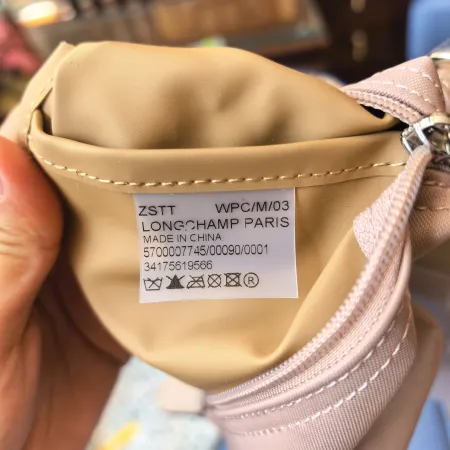 ZSTT WPC/M/03
LONGCHAMP PARIS
MADE IN CHINA
5700007745/00090/0001
34175619566
®